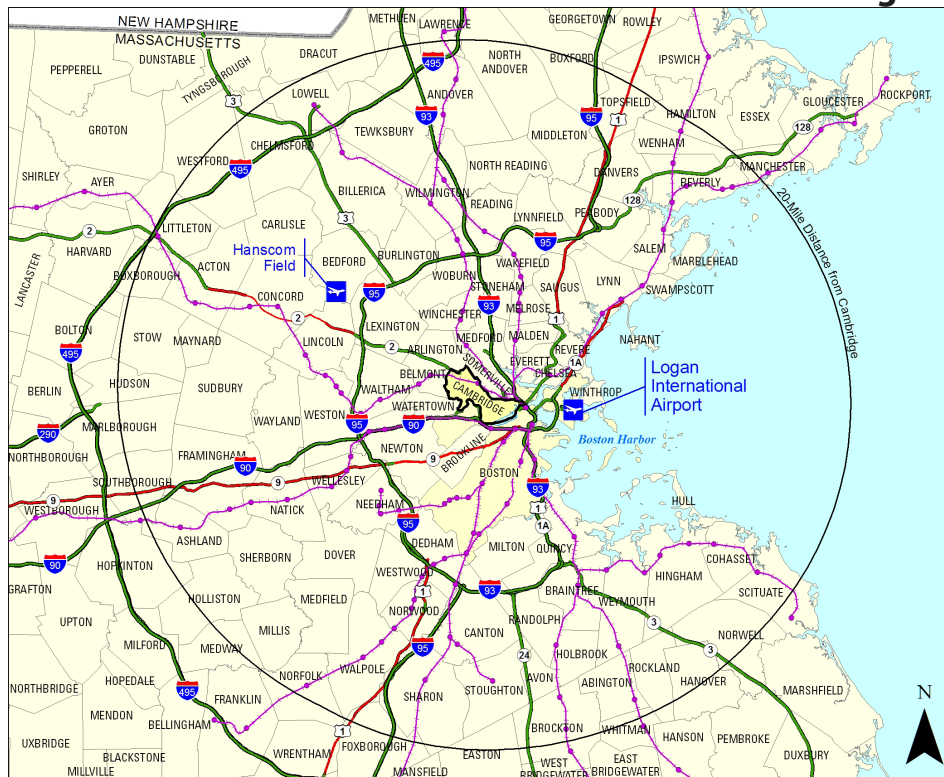 NEW HAMPSHIRE
MASSACHUSETTS
METHUEN
LAWRENCE
GEORGETOWN
ROWLEY
DUNSTABLE
DRACUT
PEPPERELL
TYNGSBOROUGH
495
NORTH
ANDOVER
BOXFORD
IPSWICH
3
LOWELL
ANDOVER
93
95
TOPSFIELD
1
HAMILTON
ESSEX
GLOUCESTER
ROCKPORT
128
GROTON
TEWKSBURY
MIDDLETON
WENHAM
CHELMSFORD
WESTFORD
495
NORTH READING
DANVERS
MANCHESTER
BEVERLY
SHIRLEY
AYER
BILLERICA
WILMINGTON
READING
128
20-Mile Distance from Cambridge
LITTLETON
CARLISLE
3
LYNNFIELD
PEABODY
2
HARVARD
Hanscom
Field
BEDFORD
BURLINGTON
95
SALEM
MARBLEHEAD
LANCASTER
BOXBOROUGH
ACTON
WOBURN
WAKEFIELD
STONEHAM
SAUGUS
LYNN
SWAMPSCOTT
95
CONCORD
2
93
MELROSE
1
BOLTON
STOW
MAYNARD
LINCOLN
LEXINGTON
WINCHESTER
MEDFORD
MALDEN
NAHANT
495
2
ARLINGTON
REVERE
EVERETT
1A
CHELSEA
SOMERVILLE
BELMONT
Logan
International
Airport
BERLIN
HUDSON
SUDBURY
WALTHAM
CAMBRIDGE
WINTHROP
WATERTOWN
WESTON
WAYLAND
95
90
290
MARLBOROUGH
Boston Harbor
NORTHBOROUGH
FRAMINGHAM
90
NEWTON
9
BROOKLINE
BOSTON
SOUTHBOROUGH
9
9
WELLESLEY
93
WESTBOROUGH
NATICK
NEEDHAM
1
HULL
95
1A
ASHLAND
SHERBORN
DOVER
DEDHAM
MILTON
QUINCY
90
HOPKINTON
WESTWOOD
COHASSET
HINGHAM
GRAFTON
1
93
BRAINTREE
SCITUATE
HOLLISTON
MEDFIELD
NORWOOD
WEYMOUTH
UPTON
RANDOLPH
3
MILLIS
CANTON
NORWELL
MILFORD
MEDWAY
95
24
HOLBROOK
3
WALPOLE
ROCKLAND
NORFOLK
AVON
HANOVER
NORTHBRIDGE
HOPEDALE
495
FRANKLIN
SHARON
STOUGHTON
ABINGTON
MARSHFIELD
N
MENDON
BELLINGHAM
BROCKTON
WHITMAN
HANSON
PEMBROKE
UXBRIDGE
1
FOXBOROUGH
BLACKSTONE
WRENTHAM
EASTON
DUXBURY
MILLVILLE
MANSFIELD
WEST
BRIDGEWATER
EAST
BRIDGEWATER